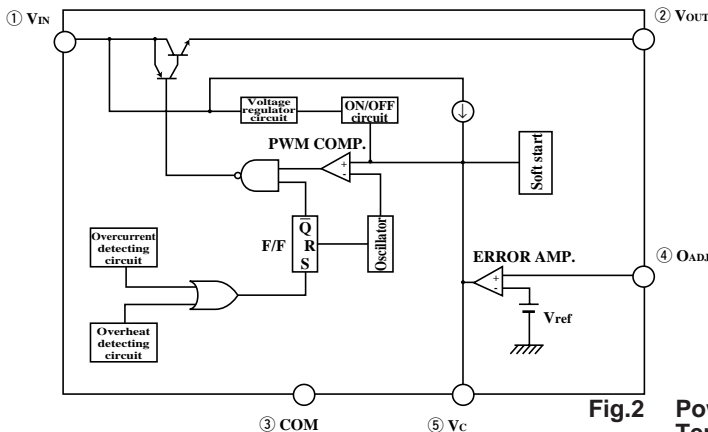 ① VIN
② VOUT
Voltage
regulator
circuit
ON/OFF
circuit
PWM COMP.
+
-
Soft start
Overcurrent
detecting
circuit
F/F
Q̅
R
S
Oscillator
ERROR AMP.
+
-
④ OADJ
Vref
Overheat
detecting
circuit
③ COM
⑤ VC
Fig.2